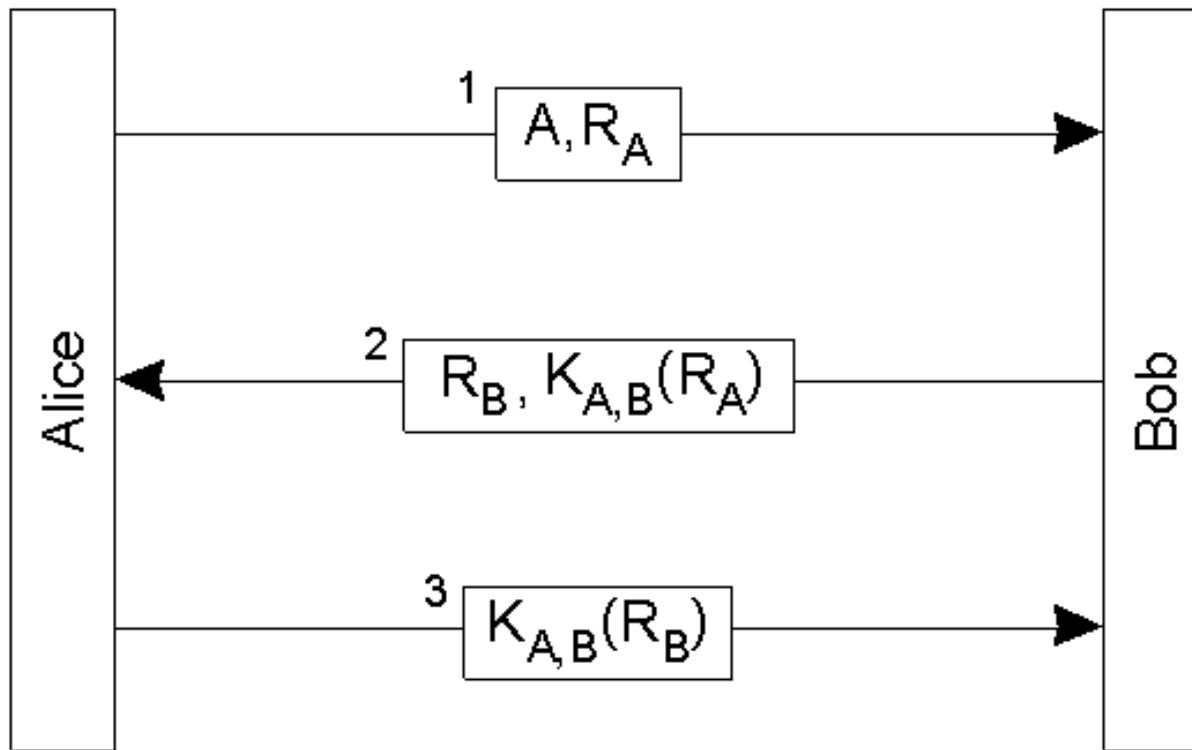 Alice
1
A, R_A
2
R_B, K_A,B(R_A)
3
K_A,B(R_B)
Bob